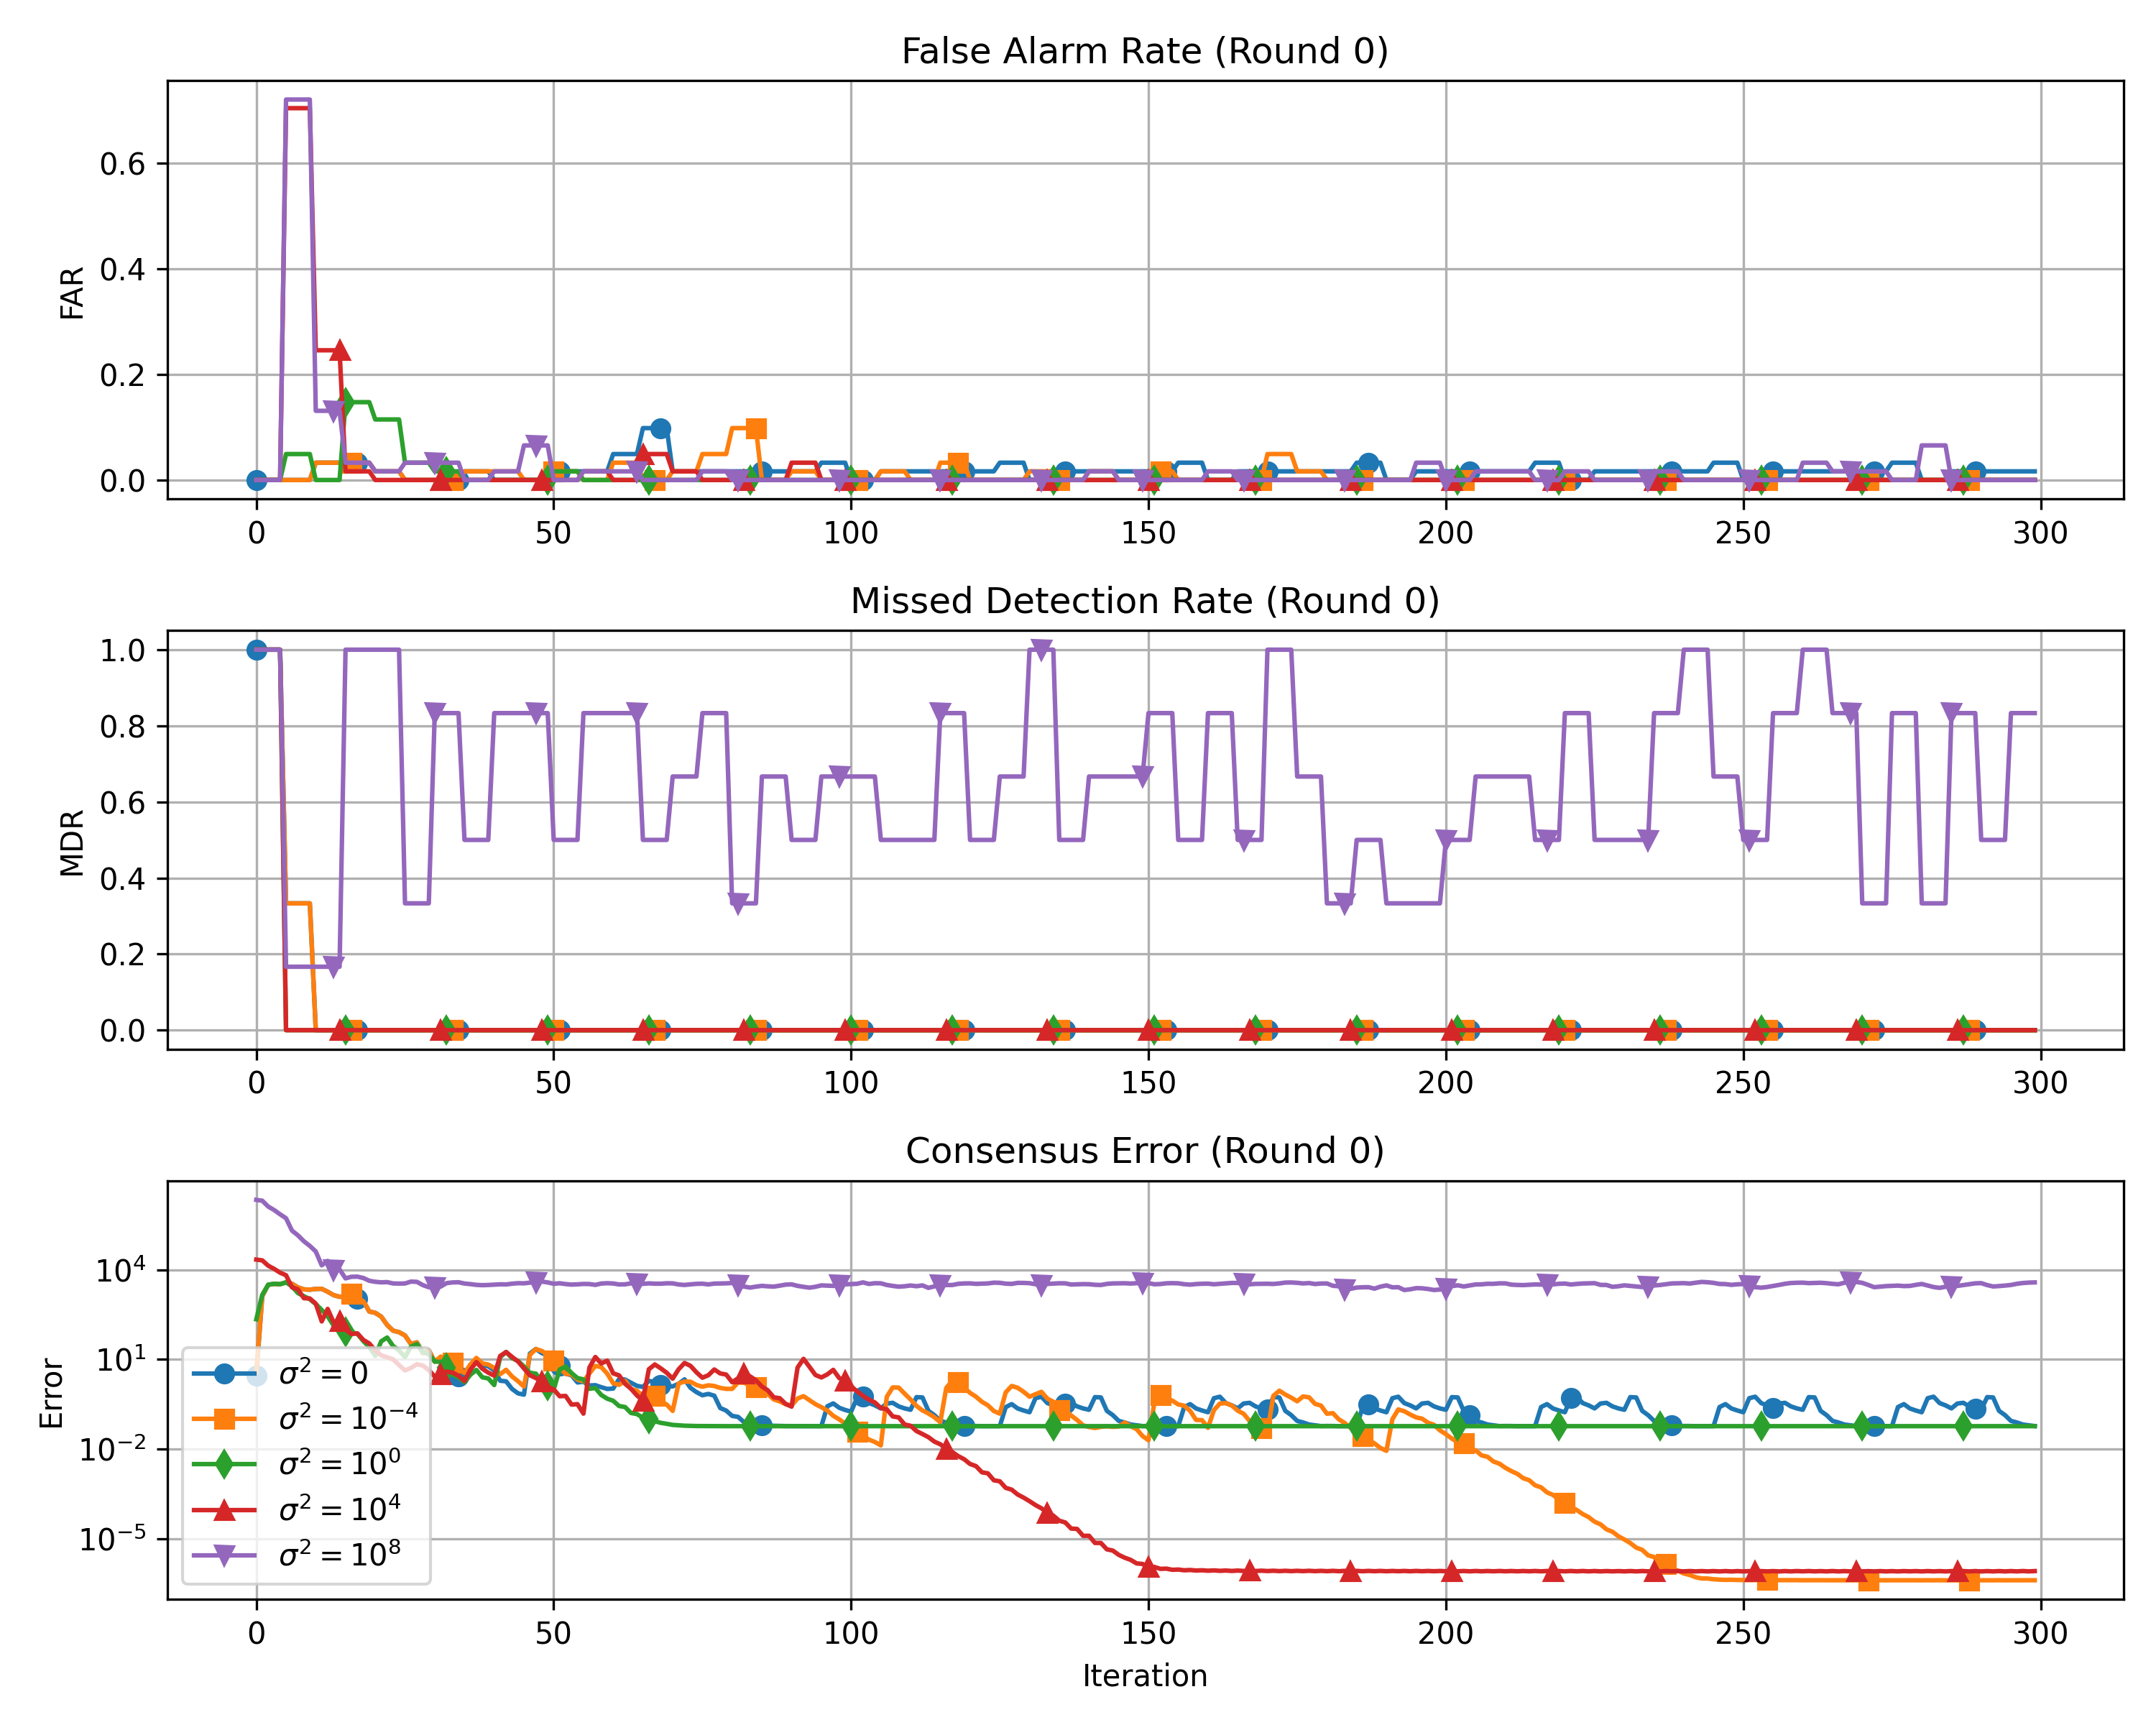 False Alarm Rate (Round 0)
FAR
0.6
0.4
0.2
0.0
0 50 100 150 200 250 300
Missed Detection Rate (Round 0)
MDR
1.0
0.8
0.6
0.4
0.2
0.0
0 50 100 150 200 250 300
Consensus Error (Round 0)
Error
10⁴
10¹
10⁻²
10⁻⁵
σ² = 0
σ² = 10⁻⁴
σ² = 10⁰
σ² = 10⁴
σ² = 10⁸
0 50 100 150 200 250 300
Iteration